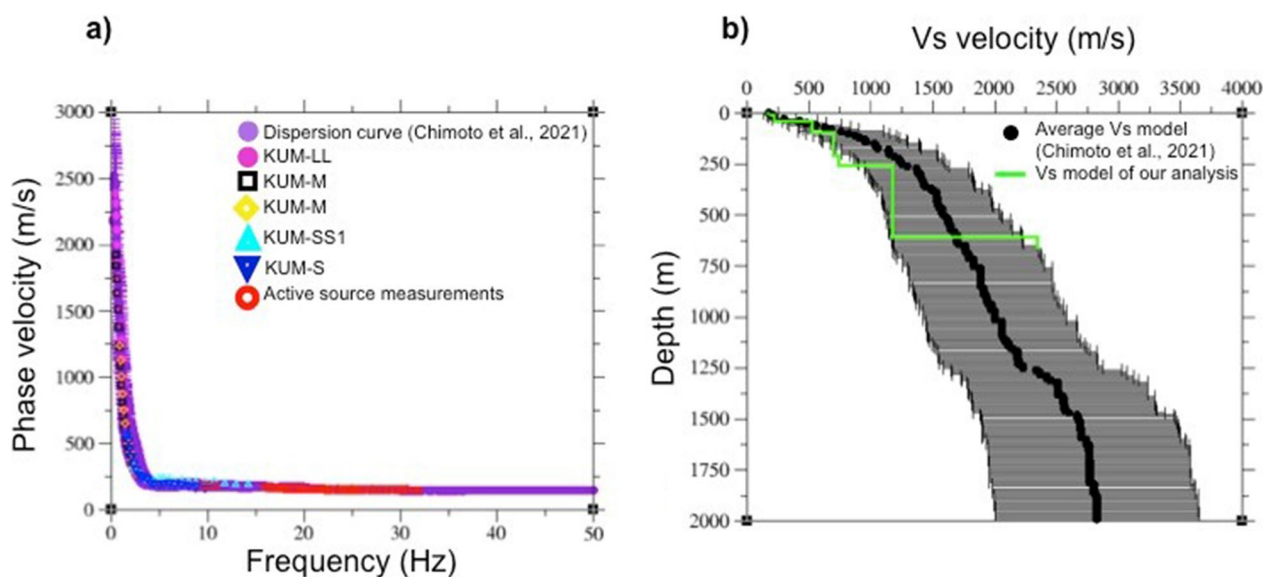 a)
3000
2500
2000
1500
1000
500
0
Phase velocity (m/s)
Dispersion curve (Chimoto et al., 2021)
KUM-LL
KUM-M
KUM-M
KUM-SS1
KUM-S
Active source measurements
0 10 20 30 40 50
Frequency (Hz)
b)
Vs velocity (m/s)
500 1000 1500 2000 2500 3000 3500 4000
0
250
500
750
1000
1250
1500
1750
2000
Depth (m)
Average Vs model
(Chimoto et al., 2021)
Vs model of our analysis